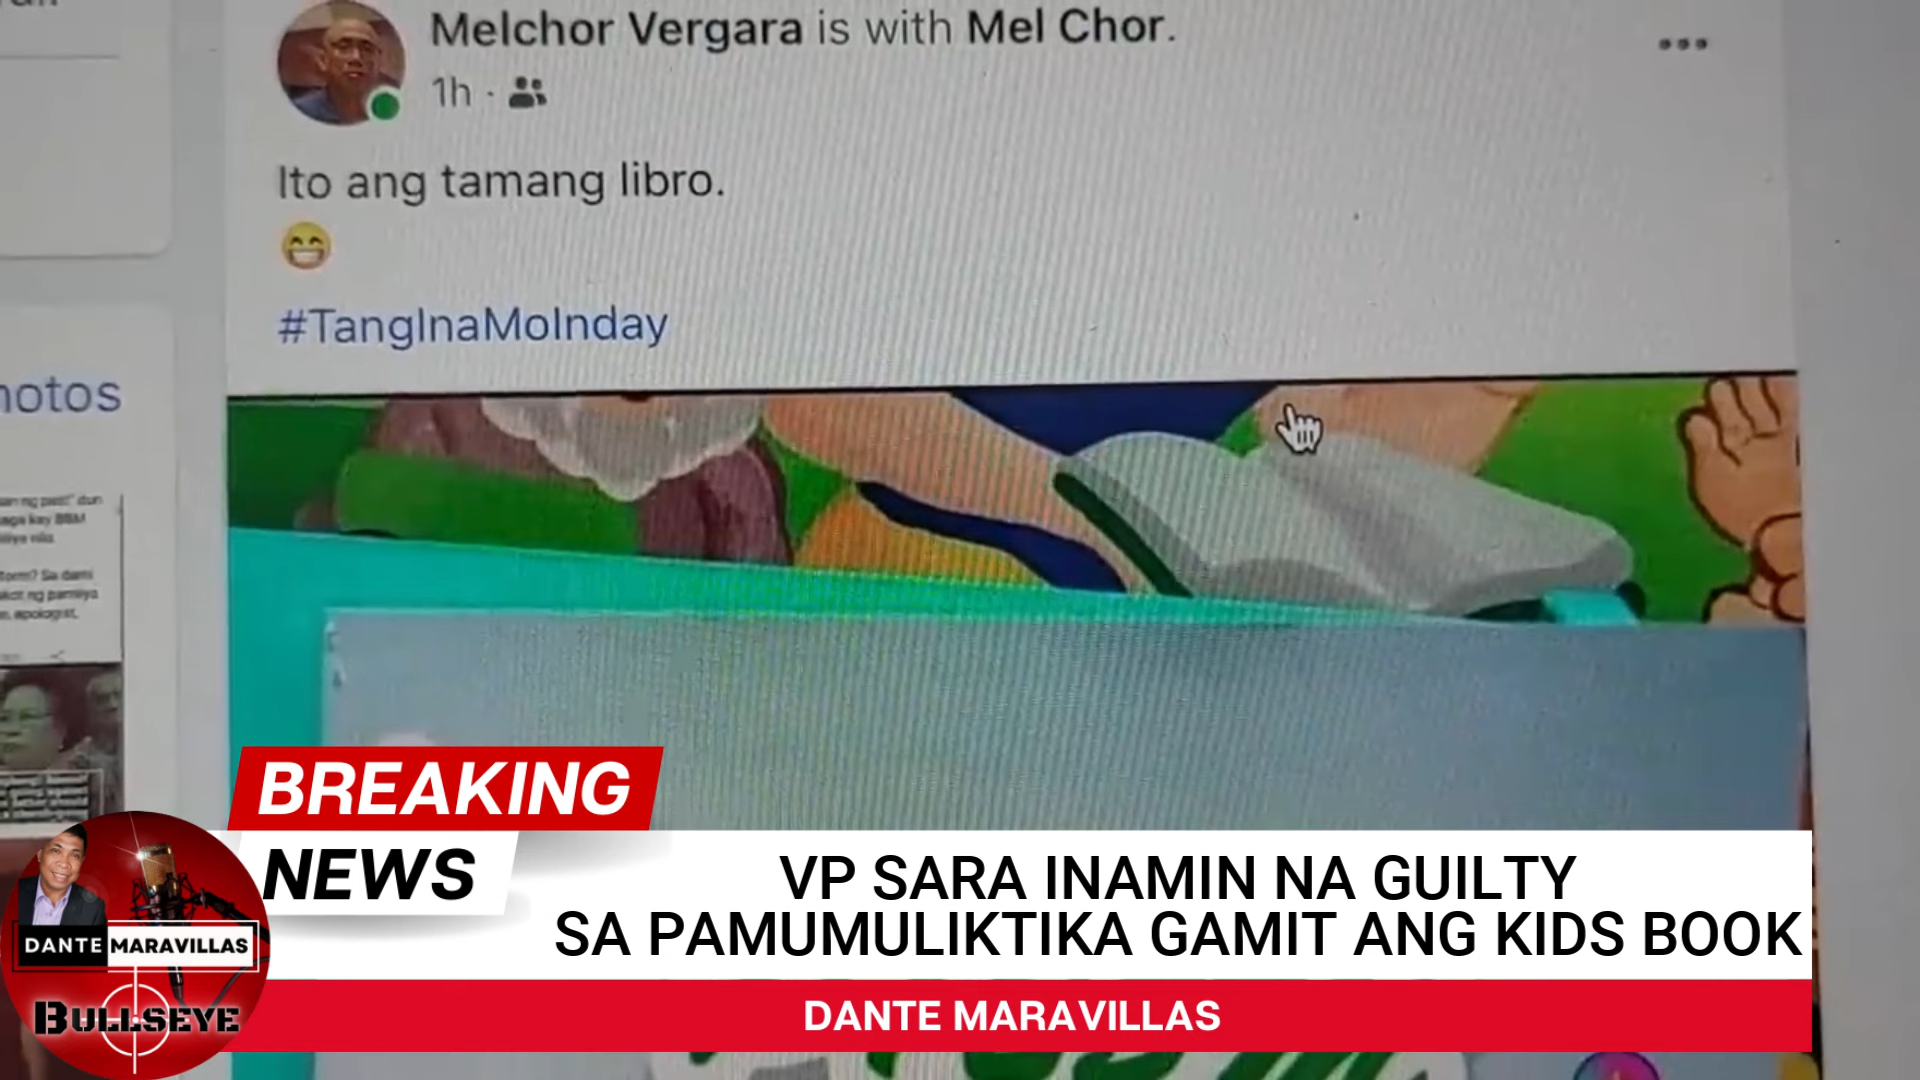 Melchor Vergara is with Mel Chor.
1h
Ito ang tamang libro.
#TangInaMoInday
hotos
BREAKING
NEWS
VP SARA INAMIN NA GUILTY
SA PAMUMULIKTIKA GAMIT ANG KIDS BOOK
DANTE MARAVILLAS
DANTE MARAVILLAS
BULLSEYE